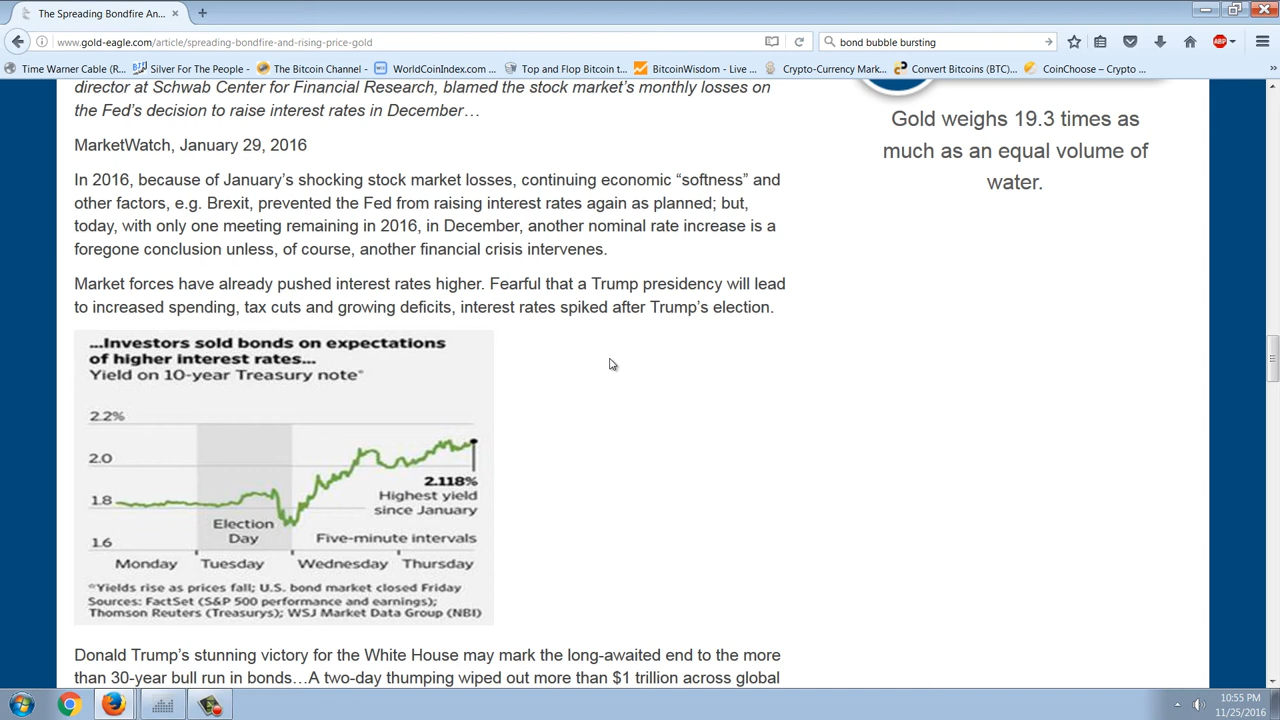 The Spreading Bondfire An...
www.gold-eagle.com/article/spreading-bondfire-and-rising-price-gold
bond bubble bursting
ABP
Time Warner Cable (R...
Silver For The People -
The Bitcoin Channel -
WorldCoinIndex.com ...
Top and Flop Bitcoin t...
BitcoinWisdom - Live ...
Crypto-Currency Mark...
Convert Bitcoins (BTC)...
CoinChoose – Crypto ...
director at Schwab Center for Financial Research, blamed the stock market's monthly losses on
the Fed's decision to raise interest rates in December…
MarketWatch, January 29, 2016
In 2016, because of January's shocking stock market losses, continuing economic “softness” and
other factors, e.g. Brexit, prevented the Fed from raising interest rates again as planned; but,
today, with only one meeting remaining in 2016, in December, another nominal rate increase is a
foregone conclusion unless, of course, another financial crisis intervenes.
Market forces have already pushed interest rates higher. Fearful that a Trump presidency will lead
to increased spending, tax cuts and growing deficits, interest rates spiked after Trump's election.
...Investors sold bonds on expectations
of higher interest rates...
Yield on 10-year Treasury note*
2.2%
2.0
1.8
1.6
2.118%
Highest yield
since January
Election
Day
Five-minute intervals
Monday Tuesday Wednesday Thursday
*Yields rise as prices fall; U.S. bond market closed Friday
Sources: FactSet (S&P 500 performance and earnings);
Thomson Reuters (Treasurys); WSJ Market Data Group (NBI)
Donald Trump's stunning victory for the White House may mark the long-awaited end to the more
than 30-year bull run in bonds…A two-day thumping wiped out more than $1 trillion across global
Gold weighs 19.3 times as
much as an equal volume of
water.
10:55 PM
11/25/2016